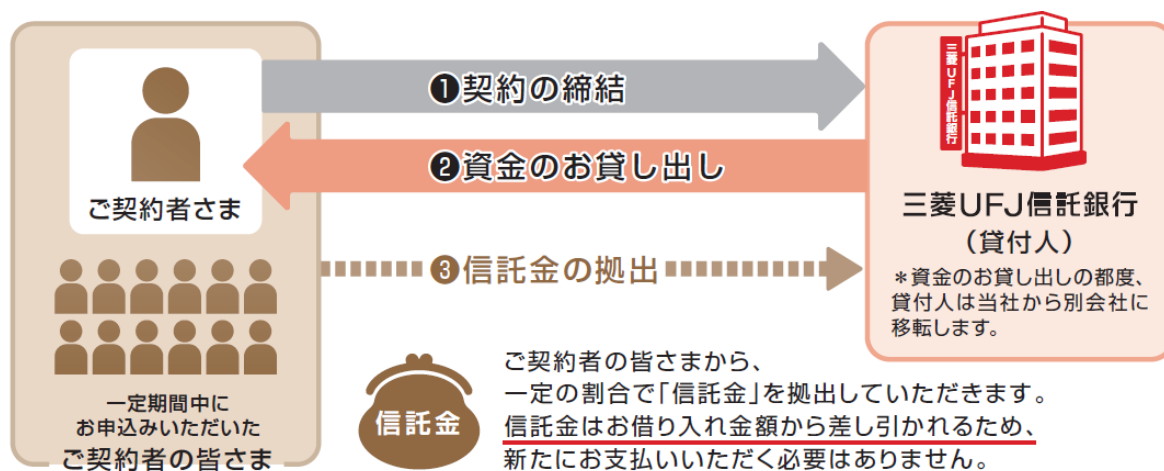 ご契約者さま
一定期間中に
お申込みいただいた
ご契約者の皆さま
❶契約の締結
❷資金のお貸し出し
❸信託金の拠出
三菱UFJ信託銀行
三菱UFJ信託銀行
（貸付人）
＊資金のお貸し出しの都度、
貸付人は当社から別会社に
移転します。
信託金
ご契約者の皆さまから、
一定の割合で「信託金」を拠出していただきます。
信託金はお借り入れ金額から差し引かれるため、
新たにお支払いいただく必要はありません。